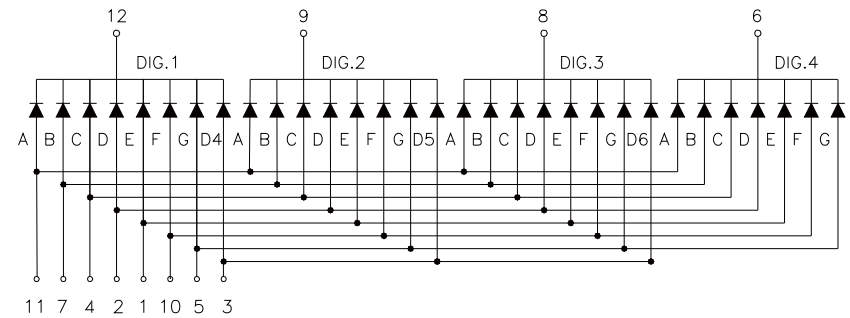 12 9 8 6
DIG.1 DIG.2 DIG.3 DIG.4
A B C D E F G D4 A B C D E F G D5 A B C D E F G D6 A B C D E F G
11 7 4 2 1 10 5 3